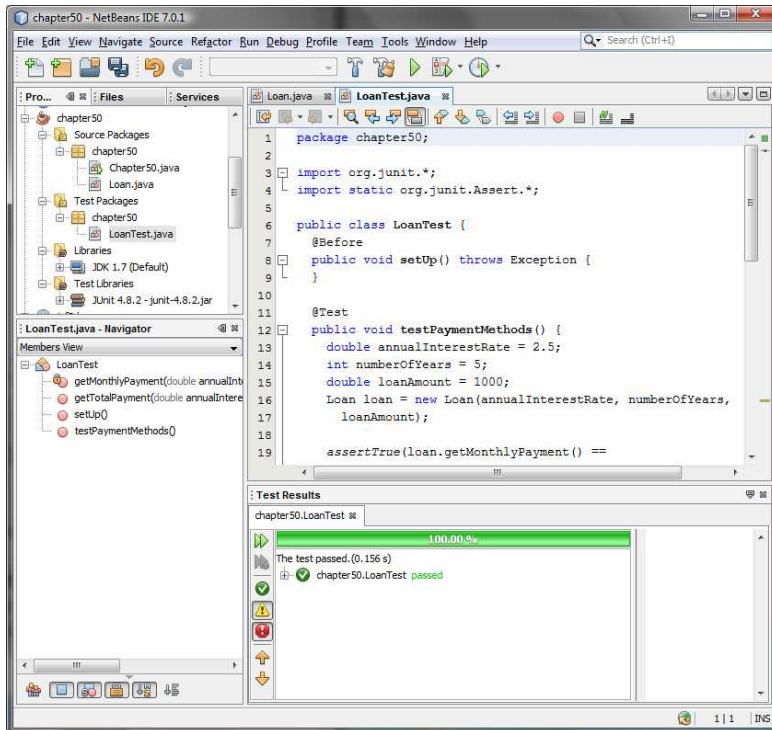 chapter50 - NetBeans IDE 7.0.1
File Edit View Navigate Source Refactor Run Debug Profile Team Tools Window Help
Search (Ctrl+I)
Pro... Files Services
chapter50
Source Packages
chapter50
Chapter50.java
Loan.java
Test Packages
chapter50
LoanTest.java
Libraries
JDK 1.7 (Default)
Test Libraries
JUnit 4.8.2 - junit-4.8.2.jar
LoanTest.java - Navigator
Members View
LoanTest
getMonthlyPayment(double annualInt
getTotalPayment(double annualIntere
setUp()
testPaymentMethods()
Loan.java LoanTest.java
1 package chapter50;
2
3 import org.junit.*;
4 import static org.junit.Assert.*;
5
6 public class LoanTest {
7 @Before
8 public void setUp() throws Exception {
9 }
10
11 @Test
12 public void testPaymentMethods() {
13 double annualInterestRate = 2.5;
14 int numberOfYears = 5;
15 double loanAmount = 1000;
16 Loan loan = new Loan(annualInterestRate, numberOfYears,
17 loanAmount);
18
19 assertTrue(loan.getMonthlyPayment() ==
Test Results
chapter50.LoanTest
100.00 %
The test passed.(0.156 s)
chapter50.LoanTest passed
1 | 1 INS